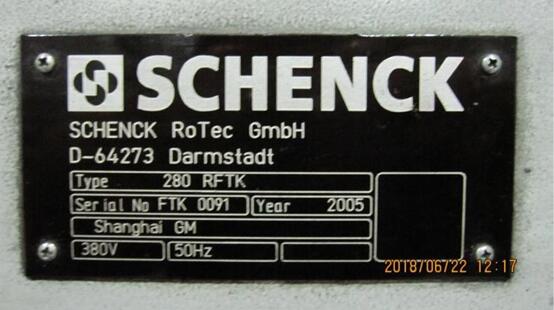 SCHENCK
SCHENCK RoTec GmbH
D-64273 Darmstadt
Type 280 RFTK
Serial No FTK 0091 Year 2005
Shanghai GM
380V 50Hz
2018/06/22 12:17